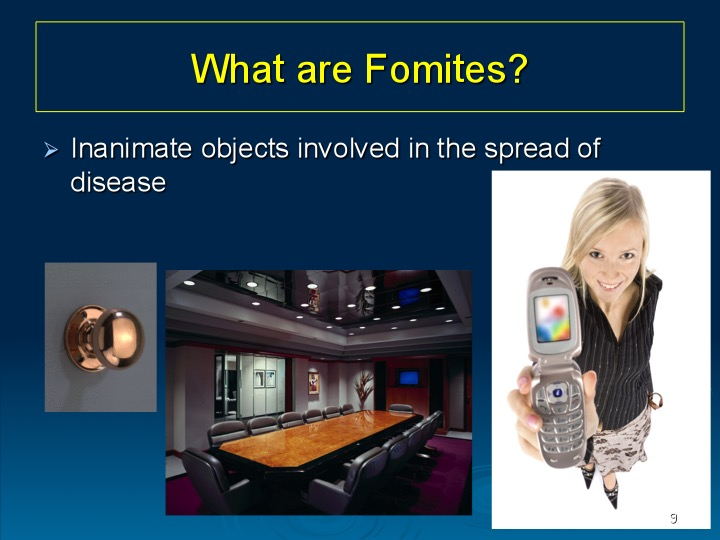 What are Fomites?
Inanimate objects involved in the spread of
disease
9